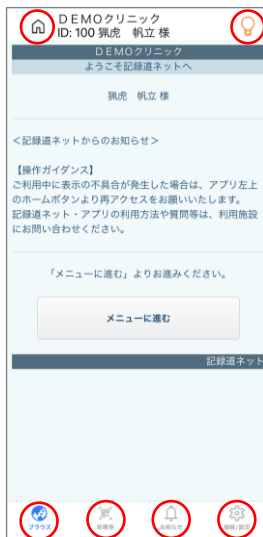 ＤＥＭＯクリニック
ID: 100 猟虎　帆立 様
ＤＥＭＯクリニック
ようこそ記録道ネットへ
猟虎　帆立 様
＜記録道ネットからのお知らせ＞
【操作ガイダンス】
ご利用中に表示の不具合が発生した場合は、アプリ左上
のホームボタンより再アクセスをお願いいたします。
記録道ネット・アプリの利用方法や質問等は、利用施設
にお問い合わせください。
「メニューに進む」よりお進みください。
メニューに進む
記録道ネット
ブラウズ
診察券
お知らせ